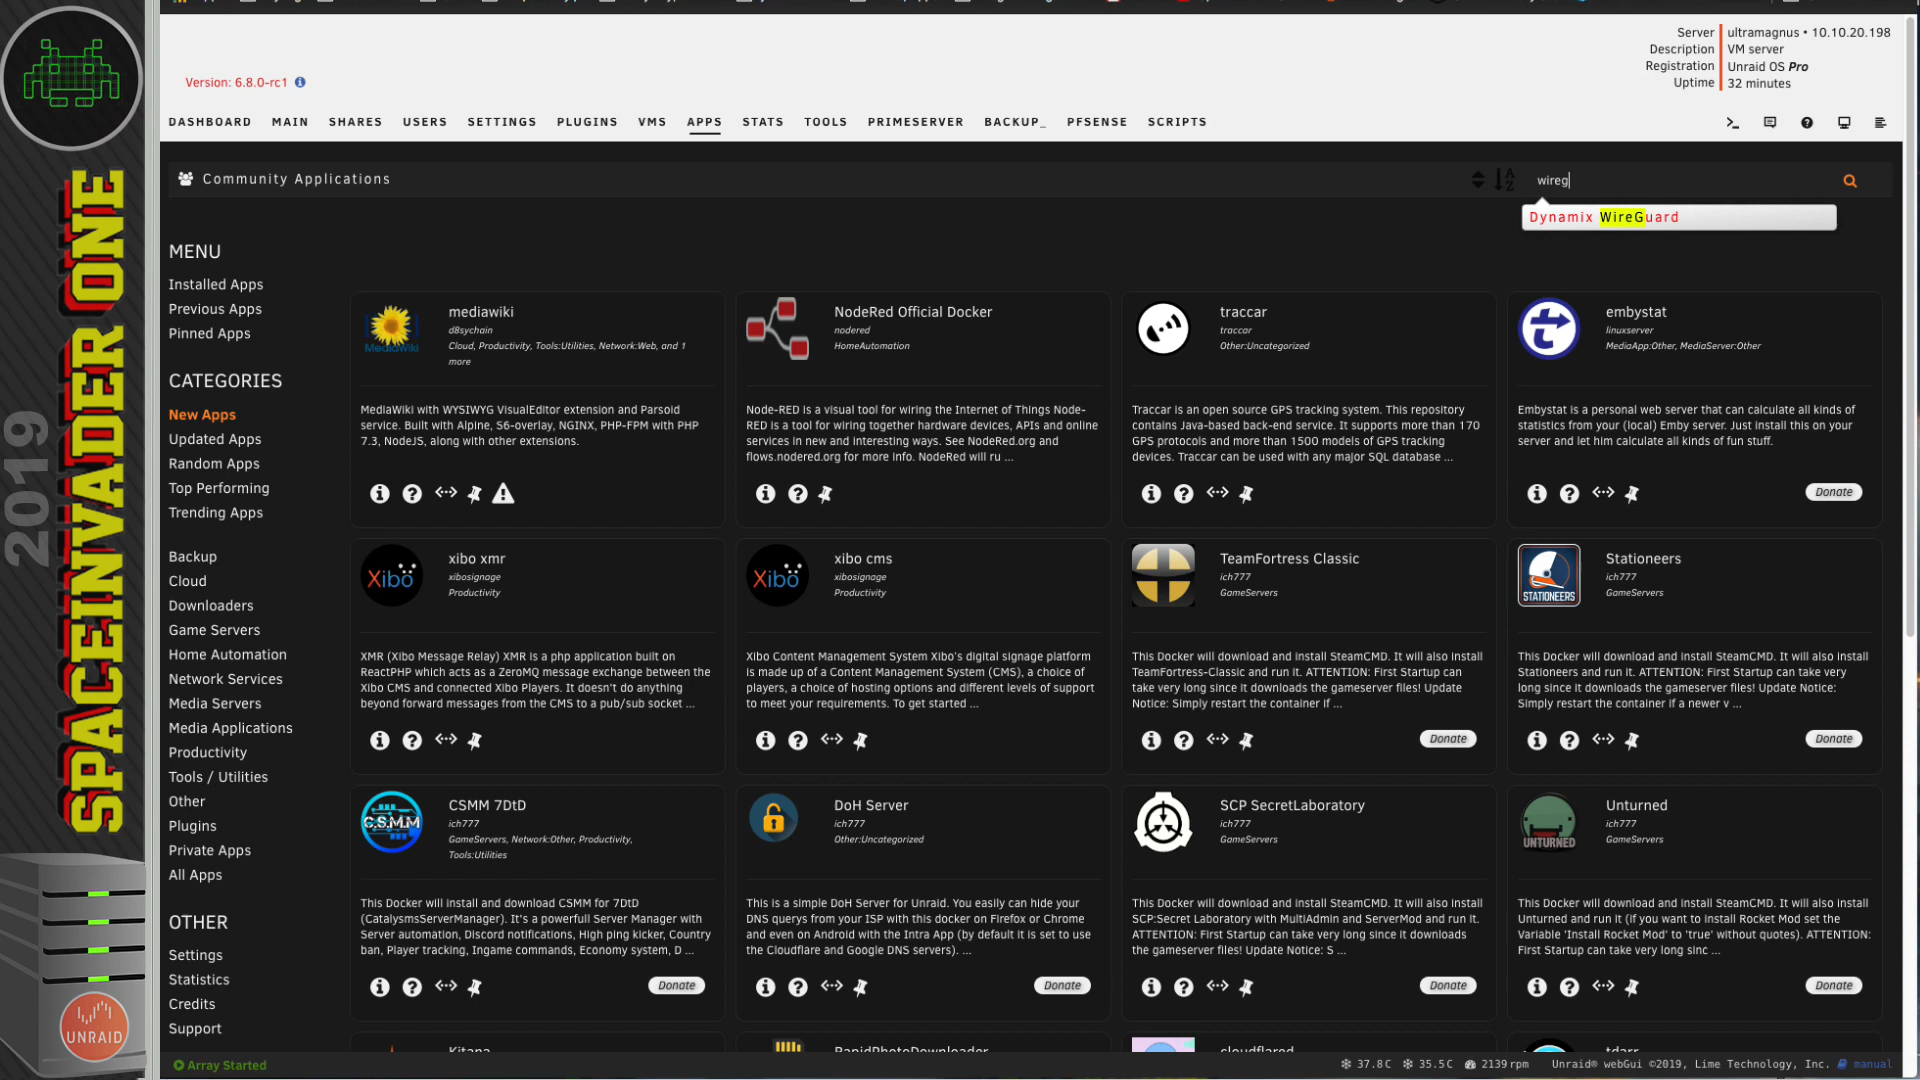 2019
SPACEINVADER ONE
UNRAID
Version: 6.8.0-rc1
Server ultramagnus • 10.10.20.198
Description VM server
Registration Unraid OS Pro
Uptime 32 minutes
DASHBOARD MAIN SHARES USERS SETTINGS PLUGINS VMS APPS STATS TOOLS PRIMESERVER BACKUP_ PFSENSE SCRIPTS
Community Applications
wireg
Dynamix WireGuard
MENU
Installed Apps
Previous Apps
Pinned Apps
CATEGORIES
New Apps
Updated Apps
Random Apps
Top Performing
Trending Apps
Backup
Cloud
Downloaders
Game Servers
Home Automation
Network Services
Media Servers
Media Applications
Productivity
Tools / Utilities
Other
Plugins
Private Apps
All Apps
OTHER
Settings
Statistics
Credits
Support
MediaWiki
mediawiki
d8sychain
Cloud, Productivity, Tools:Utilities, Network:Web, and 1
more
MediaWiki with WYSIWYG VisualEditor extension and Parsoid
service. Built with Alpine, S6-overlay, NGINX, PHP-FPM with PHP
7.3, NodeJS, along with other extensions.
NodeRed Official Docker
nodered
HomeAutomation
Node-RED is a visual tool for wiring the Internet of Things Node-
RED is a tool for wiring together hardware devices, APIs and online
services in new and interesting ways. See NodeRed.org and
flows.nodered.org for more info. NodeRed will ru ...
traccar
traccar
Other:Uncategorized
Traccar is an open source GPS tracking system. This repository
contains Java-based back-end service. It supports more than 170
GPS protocols and more than 1500 models of GPS tracking
devices. Traccar can be used with any major SQL database ...
embystat
linuxserver
MediaApp:Other, MediaServer:Other
Embystat is a personal web server that can calculate all kinds of
statistics from your (local) Emby server. Just install this on your
server and let him calculate all kinds of fun stuff.
Donate
Xibo
xibo xmr
xibosignage
Productivity
XMR (Xibo Message Relay) XMR is a php application built on
ReactPHP which acts as a ZeroMQ message exchange between the
Xibo CMS and connected Xibo Players. It doesn't do anything
beyond forward messages from the CMS to a pub/sub socket ...
Xibo
xibo cms
xibosignage
Productivity
Xibo Content Management System Xibo's digital signage platform
is made up of a Content Management System (CMS), a choice of
players, a choice of hosting options and different levels of support
to meet your requirements. To get started ...
TeamFortress Classic
ich777
GameServers
This Docker will download and install SteamCMD. It will also install
TeamFortress-Classic and run it. ATTENTION: First Startup can
take very long since it downloads the gameserver files! Update
Notice: Simply restart the container if ...
Donate
STATIONEERS
Stationeers
ich777
GameServers
This Docker will download and install SteamCMD. It will also install
Stationeers and run it. ATTENTION: First Startup can take very
long since it downloads the gameserver files! Update Notice:
Simply restart the container if a newer v ...
Donate
C.S.M.M
CSMM 7DtD
ich777
GameServers, Network:Other, Productivity,
Tools:Utilities
This Docker will install and download CSMM for 7DtD
(CatalysmsServerManager). It's a powerfull Server Manager with
Server automation, Discord notifications, High ping kicker, Country
ban, Player tracking, Ingame commands, Economy system, D ...
Donate
DoH Server
ich777
Other:Uncategorized
This is a simple DoH Server for Unraid. You easily can hide your
DNS querys from your ISP with this docker on Firefox or Chrome
and even on Android with the Intra App (by default it is set to use
the Cloudflare and Google DNS servers). ...
Donate
SCP SecretLaboratory
ich777
GameServers
This Docker will download and install SteamCMD. It will also install
SCP:Secret Laboratory with MultiAdmin and ServerMod and run it.
ATTENTION: First Startup can take very long since it downloads
the gameserver files! Update Notice: S ...
Donate
UNTURNED
Unturned
ich777
GameServers
This Docker will download and install SteamCMD. It will also install
Unturned and run it (if you want to install Rocket Mod set the
Variable 'Install Rocket Mod' to 'true' without quotes). ATTENTION:
First Startup can take very long sinc ...
Donate
Kitana
RapidPhotoDownloader
cloudflared
tdarr
Array Started
37.8 C 35.5 C 2139 rpm Unraid® webGui ©2019, Lime Technology, Inc. manual